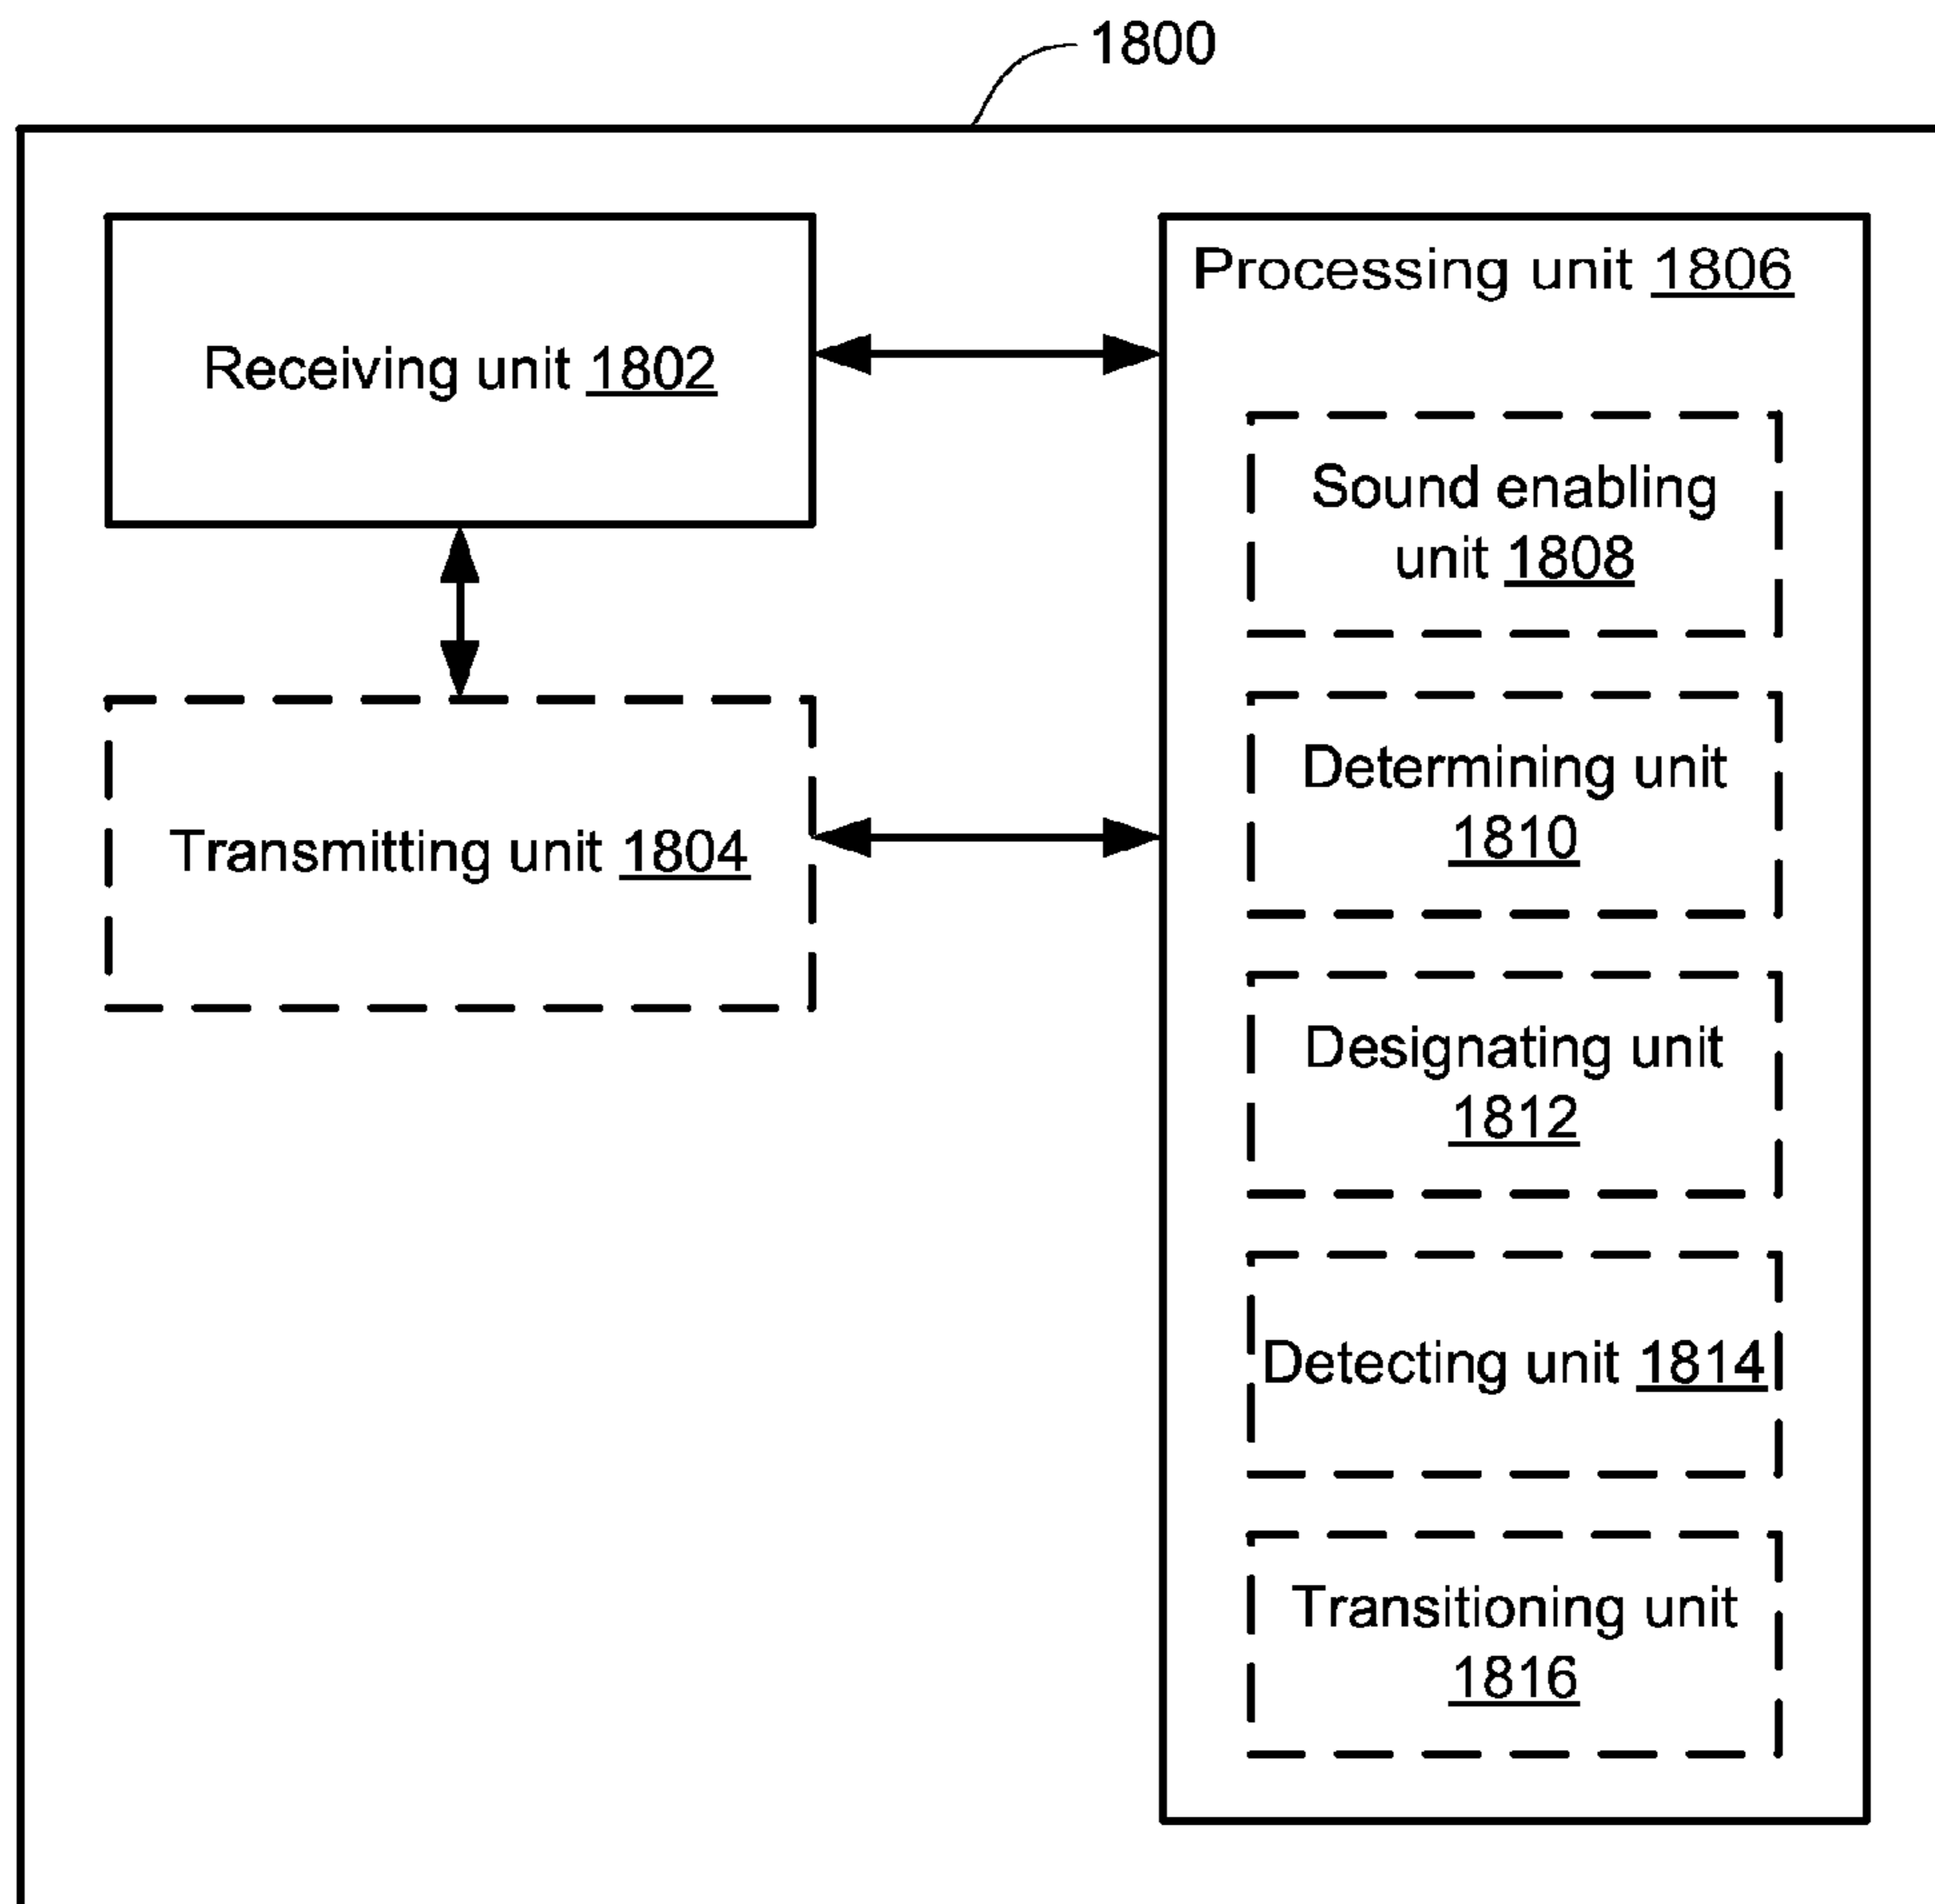 1800
Receiving unit 1802
Transmitting unit 1804
Processing unit 1806
Sound enabling
unit 1808
Determining unit
1810
Designating unit
1812
Detecting unit 1814
Transitioning unit
1816